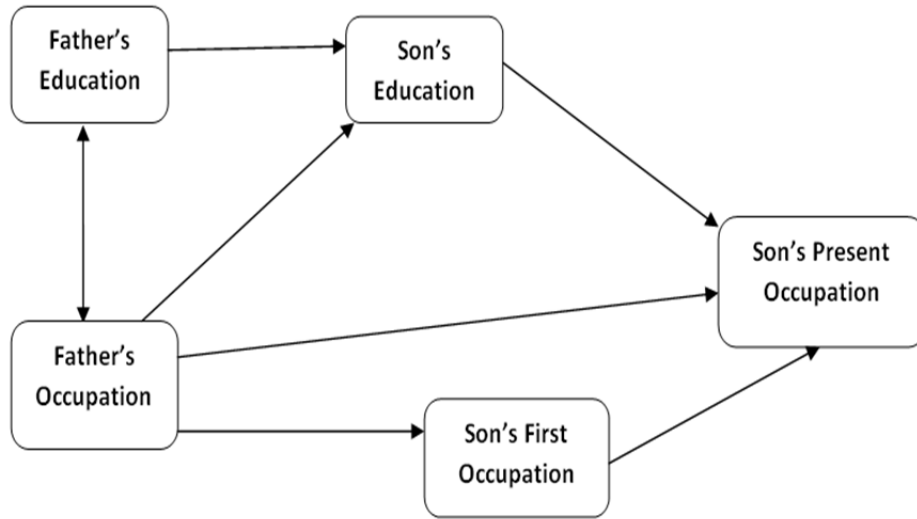 Father's
Education
Son's
Education
Son's Present
Occupation
Father's
Occupation
Son's First
Occupation